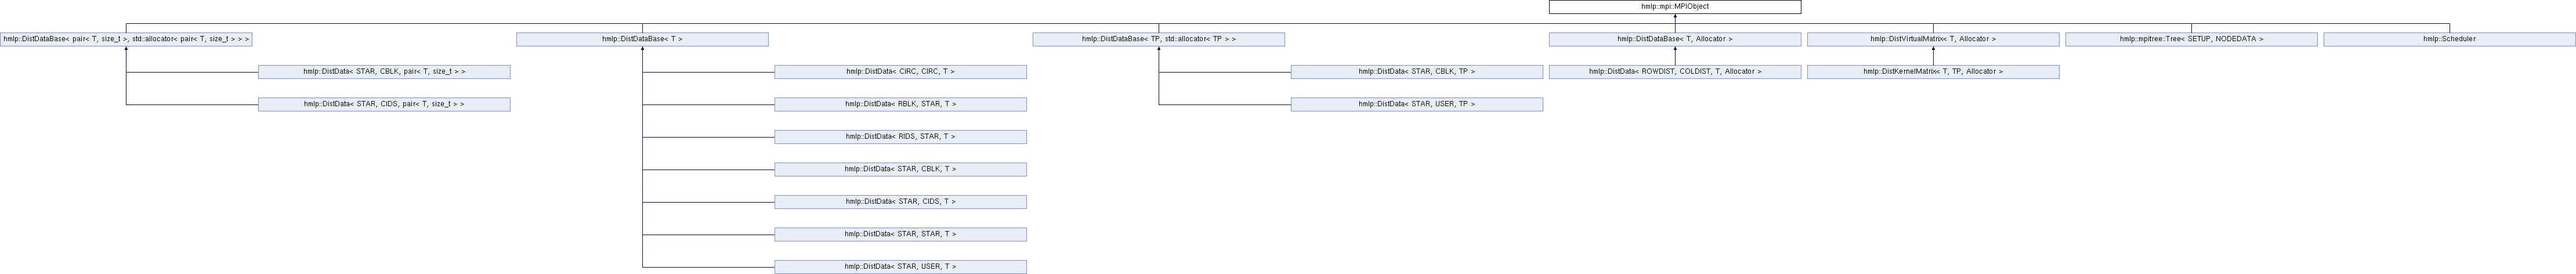 hmlp::mpi::MPIObject
hmlp::DistDataBase< pair< T, size_t >, std::allocator< pair< T, size_t > > >
hmlp::DistDataBase< T >
hmlp::DistDataBase< TP, std::allocator< TP > >
hmlp::DistDataBase< T, Allocator >
hmlp::DistVirtualMatrix< T, Allocator >
hmlp::mpitree::Tree< SETUP, NODEDATA >
hmlp::Scheduler
hmlp::DistData< STAR, CBLK, pair< T, size_t > >
hmlp::DistData< CIRC, CIRC, T >
hmlp::DistData< STAR, CBLK, TP >
hmlp::DistData< ROWDIST, COLDIST, T, Allocator >
hmlp::DistKernelMatrix< T, TP, Allocator >
hmlp::DistData< STAR, CIDS, pair< T, size_t > >
hmlp::DistData< RBLK, STAR, T >
hmlp::DistData< STAR, USER, TP >
hmlp::DistData< RIDS, STAR, T >
hmlp::DistData< STAR, CBLK, T >
hmlp::DistData< STAR, CIDS, T >
hmlp::DistData< STAR, STAR, T >
hmlp::DistData< STAR, USER, T >